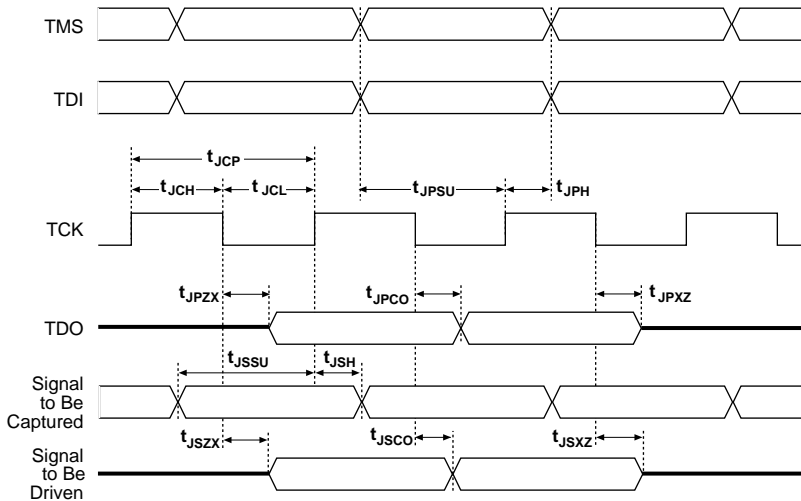 TMS
TDI
tJCP
tJCH
tJCL
tJPSU
tJPH
TCK
tJPZX
tJPCO
tJPXZ
TDO
tJSSU
tJSH
Signal
to Be
Captured
tJSZX
tJSCO
tJSXZ
Signal
to Be
Driven